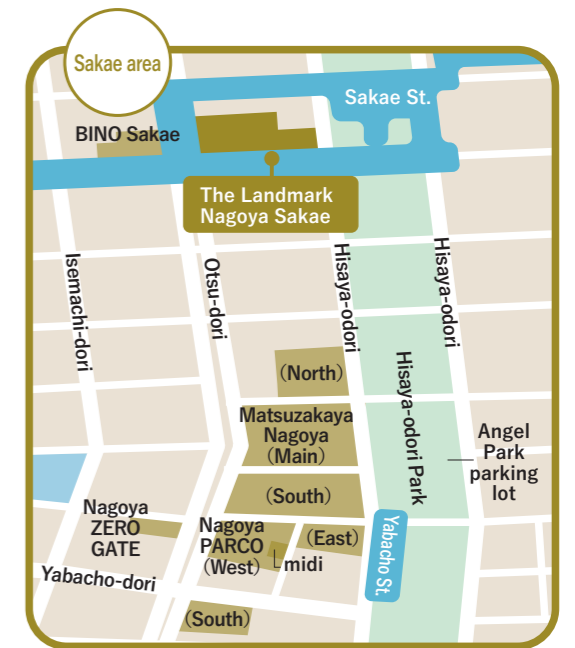 Sakae area
Sakae St.
BINO Sakae
The Landmark
Nagoya Sakae
Isemachi-dori
Otsu-dori
Hisaya-odori
Hisaya-odori
(North)
Hisaya-odori Park
Matsuzakaya
Nagoya
(Main)
Angel
Park
parking
lot
(South)
Nagoya
ZERO
GATE
Nagoya
PARCO
(West)
(East)
midi
Yabacho St.
Yabacho-dori
(South)